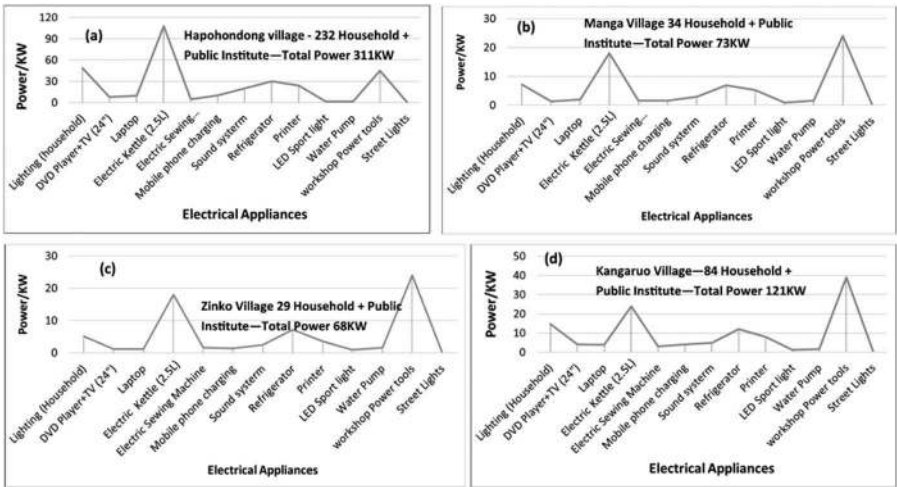 (a)
Hapohondong village - 232 Household +
Public Institute—Total Power 311KW
Power/KW
120
90
60
30
0
Lighting (Household)
DVD Player+TV (24")
Laptop
Electric Kettle (2.5L)
Electric Sewing...
Mobile phone charging
Sound systerm
Refrigerator
Printer
LED Sport light
Water Pump
workshop Power tools
Street Lights
Electrical Appliances
(b)
Manga Village 34 Household + Public
Institute—Total Power 73KW
Power/KW
30
20
10
0
Lighting (Household)
DVD Player+TV (24")
Laptop
Electric Kettle (2.5L)
Electric Sewing...
Mobile phone charging
Sound systerm
Refrigerator
Printer
LED Sport light
Water Pump
workshop Power tools
Street Lights
Electrical Appliances
(c)
Zinko Village 29 Household + Public
Institute—Total Power 68KW
Power/KW
30
20
10
0
Lighting (Household)
DVD Player+TV (24")
Laptop
Electric Kettle (2.5L)
Electric Sewing Machine
Mobile phone charging
Sound systerm
Refrigerator
Printer
LED Sport light
Water Pump
workshop Power tools
Street Lights
Electrical Appliances
(d)
Kangaruo Village—84 Household +
Public Institute—Total Power 121KW
Power/KW
50
40
30
20
10
0
Lighting (Household)
DVD Player+TV (24")
Laptop
Electric Kettle (2.5L)
Electric Sewing Machine
Mobile phone charging
Sound systerm
Refrigerator
Printer
LED Sport light
Water Pump
workshop Power tools
Street Lights
Electrical Appliances